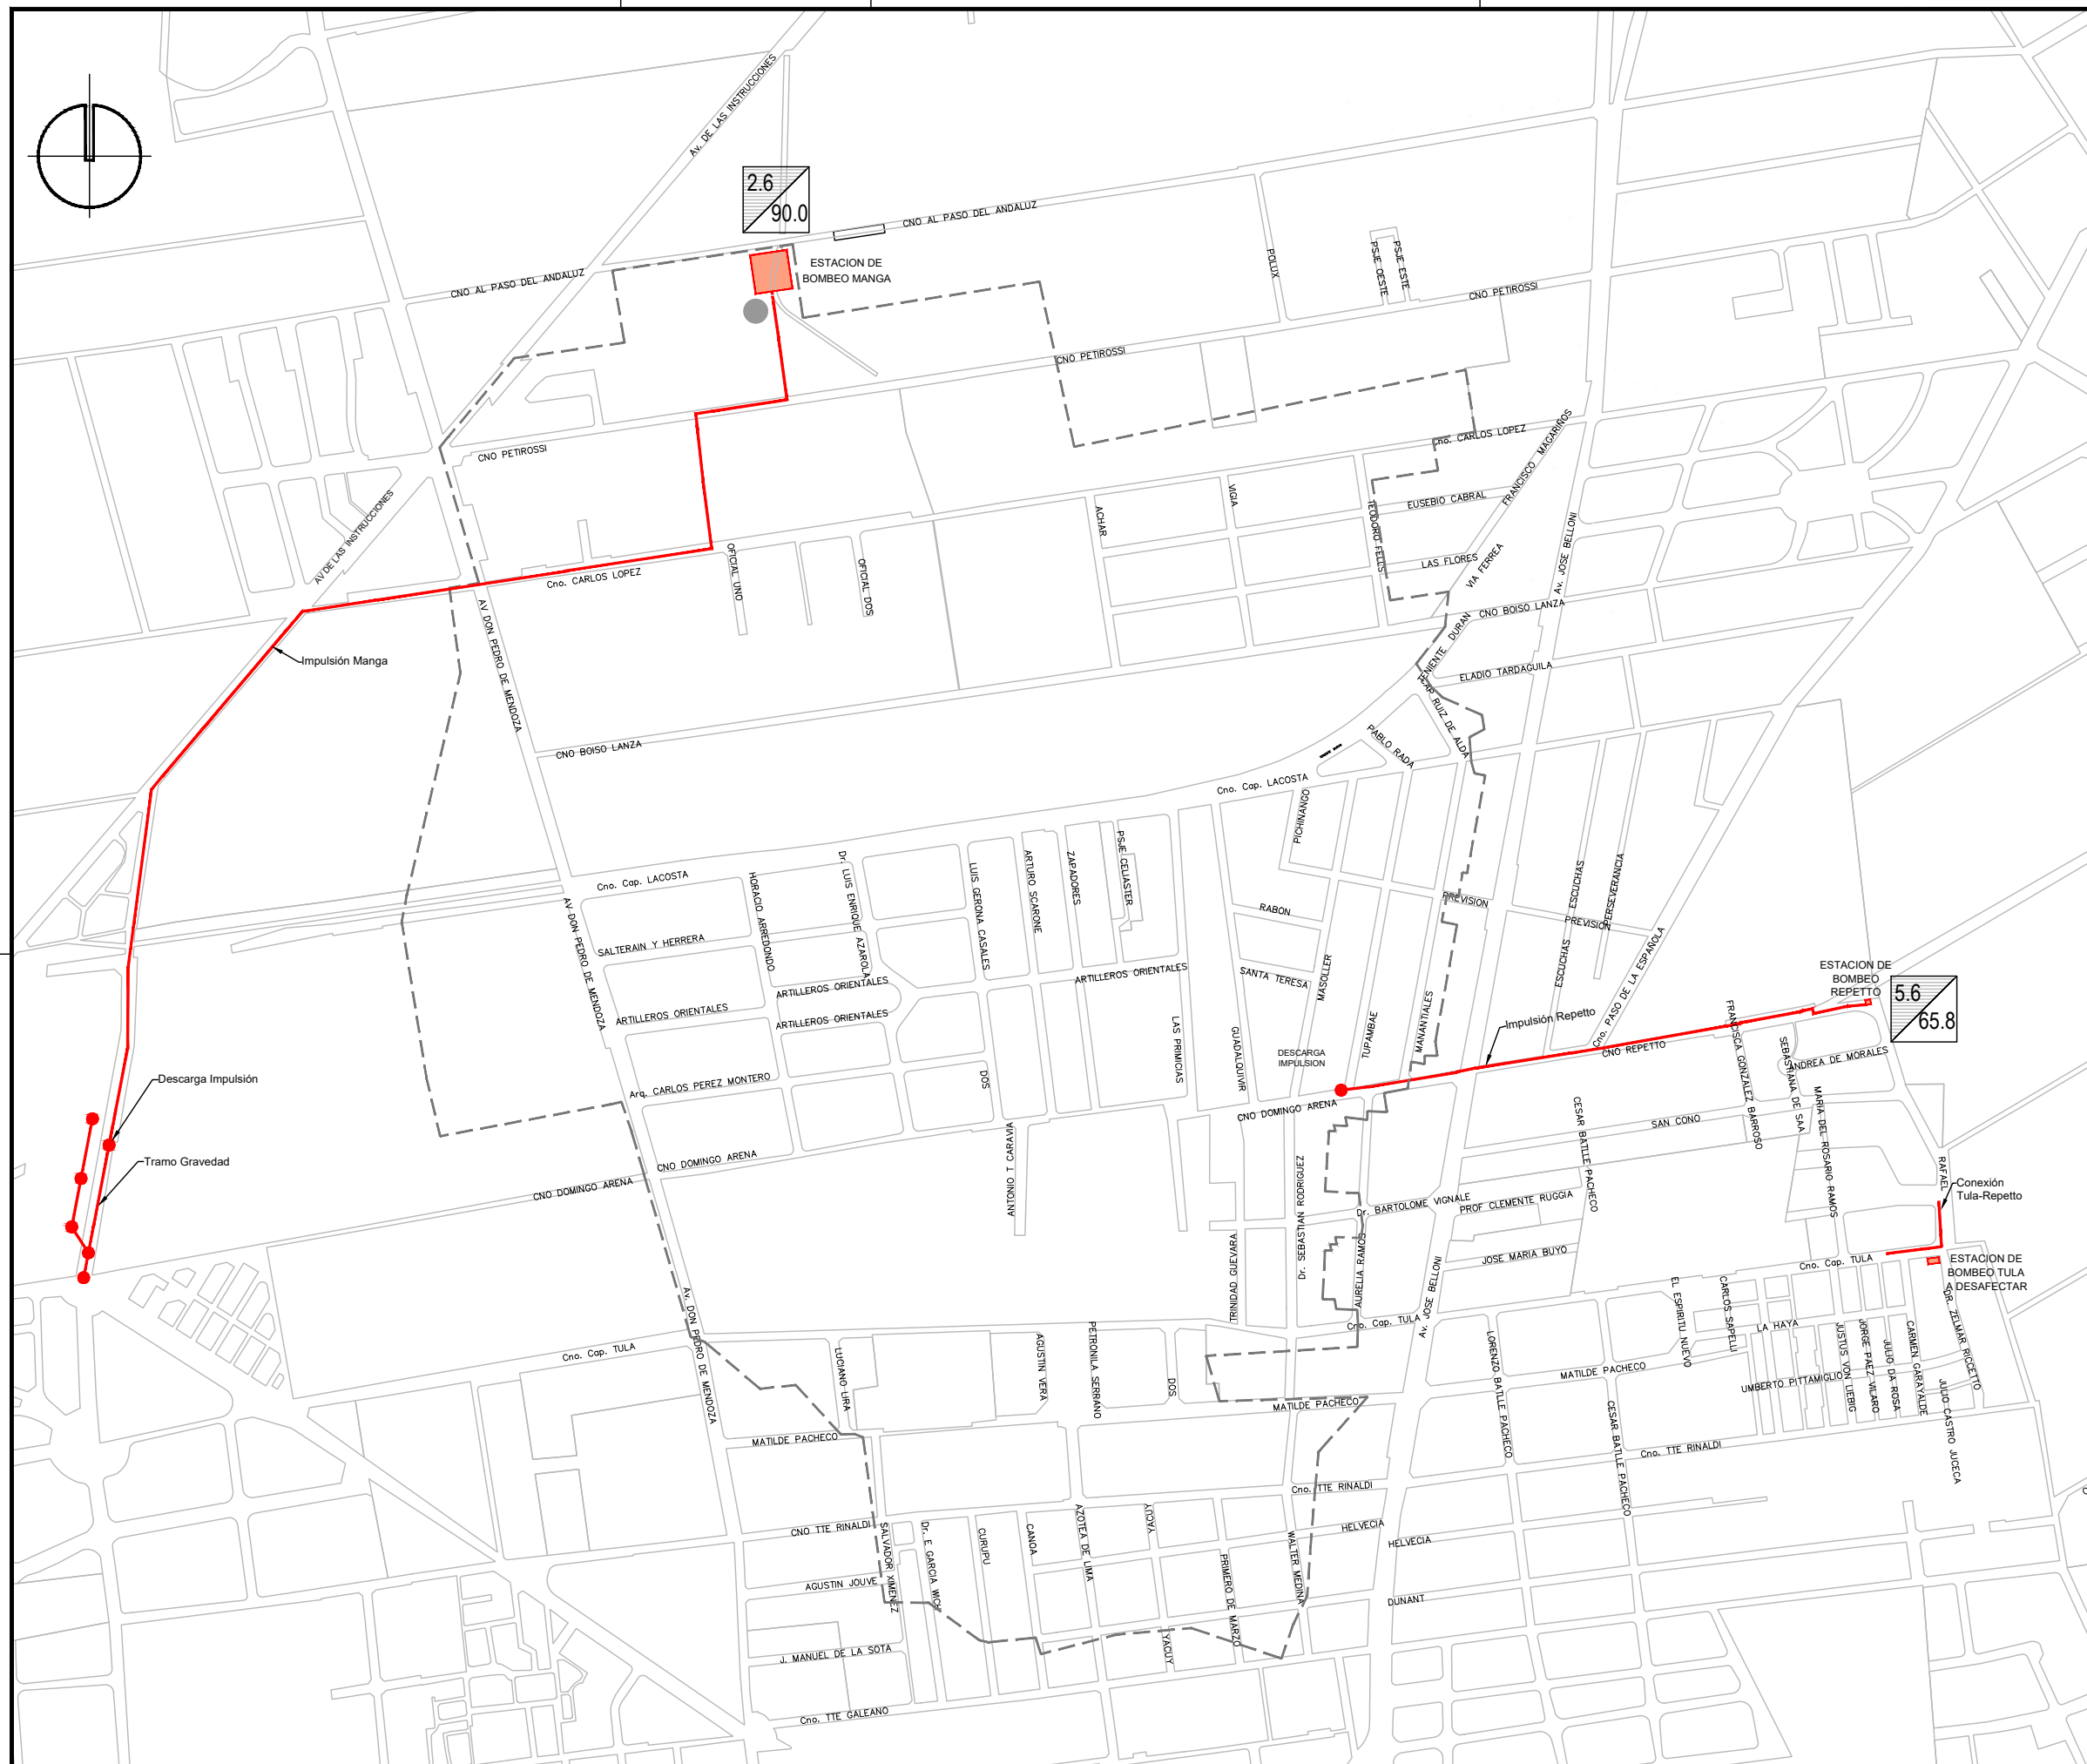 Av. DE LAS INSTRUCCIONES
2.6
90.0
CNO AL PASO DEL ANDALUZ
CNO AL PASO DEL ANDALUZ
ESTACION DE
BOMBEO MANGA
POLUX
PSJE OESTE
PSJE ESTE
CNO PETIROSSI
CNO PETIROSSI
CNO PETIROSSI
Cno. CARLOS LOPEZ
FRANCISCO MAGARIÑOS
AV DE LAS INSTRUCCIONES
ACHAR
VIGIA
TEODORO FELLS
EUSEBIO CABRAL
LAS FLORES
VIA FERREA
Av. JOSE BELLONI
OFICIAL UNO
OFICIAL DOS
Cno. CARLOS LOPEZ
AV DON PEDRO DE MENDOZA
CNO BOISO LANZA
TENIENTE DURAN
Impulsión Manga
ELADIO TARDAGUILA
CAP RUIZ DE ALDA
PABLO RADA
CNO BOISO LANZA
Cno. Cap. LACOSTA
PICHINANGO
Cno. Cap. LACOSTA
HORACIO ARREDONDO
Dr. LUIS ENRIQUE AZAROLA
LUIS GERONA CASALES
ARTURO SCARONE
ZAPADORES
PSJE CELIASTER
PREVISION
ESCUCHAS
PERSEVERANCIA
PREVISION
RABON
AV DON PEDRO DE MENDOZA
SALTERAIN Y HERRERA
ARTILLEROS ORIENTALES
ARTILLEROS ORIENTALES
SANTA TERESA
MASOLLER
ESCUCHAS
Cno. PASO DE LA ESPAÑOLA
ESTACION DE
BOMBEO
REPETTO
5.6
65.8
ARTILLEROS ORIENTALES
ARTILLEROS ORIENTALES
LAS PRIMICIAS
GUADALQUIVIR
TUPAMBAE
MANANTIALES
Impulsión Repetto
CNO REPETTO
FRANCISCA GONZALEZ BARROSO
SEBASTIANA DE SAA
ANDREA DE MORALES
DESCARGA
IMPULSION
Descarga Impulsión
Arq. CARLOS PEREZ MONTERO
DOS
CNO DOMINGO ARENA
CESAR BATLLE PACHECO
SAN CONO
MARIA DEL ROSARIO RAMOS
Tramo Gravedad
CNO DOMINGO ARENA
CNO DOMINGO ARENA
ANTONINO T CARAVIA
Dr. SEBASTIAN RODRIGUEZ
Dr. BARTOLOME VIGNALE
PROF CLEMENTE RUGGIA
RAFAEL
Conexión
Tula-Repetto
TRINIDAD GUEVARA
AURELIA RAMOS
JOSE MARIA BUYO
Cno. Cap. TULA
ESTACION DE
BOMBEO TULA
A DESAFECTAR
Av. DON PEDRO DE MENDOZA
Cno. Cap. TULA
Av. JOSE BELLONI
EL ESPIRITU NUEVO
CARLOS SAPELLI
DR. ZELMAR RICCETTO
Cno. Cap. TULA
LUCIANO LIRA
AGUSTIN VERA
PETRONILA SERRANO
DOS
LORENZO BATLLE PACHECO
LA HAYA
JUSTUS VON LIEBIG
JORGE PAEZ VILARO
JULIO DA ROSA
CARMEN GARAYALDE
MATILDE PACHECO
UMBERTO PITTAMIGLIO
JULIO CASTRO JUCECA
MATILDE PACHECO
MATILDE PACHECO
CESAR BATLLE PACHECO
Cno. TTE RINALDI
Cno. TTE RINALDI
CNO TTE RINALDI
SALVADOR XIMENEZ
Dr. E GARCIA WICH
CURUPU
CANOA
AZOTEA DE LIMA
YACUY
HELVECIA
HELVECIA
WALTER MEDINA
PRIMERO DE MARZO
AGUSTIN JOUVE
DUNANT
J. MANUEL DE LA SOTA
YACUY
Cno. TTE GALEANO